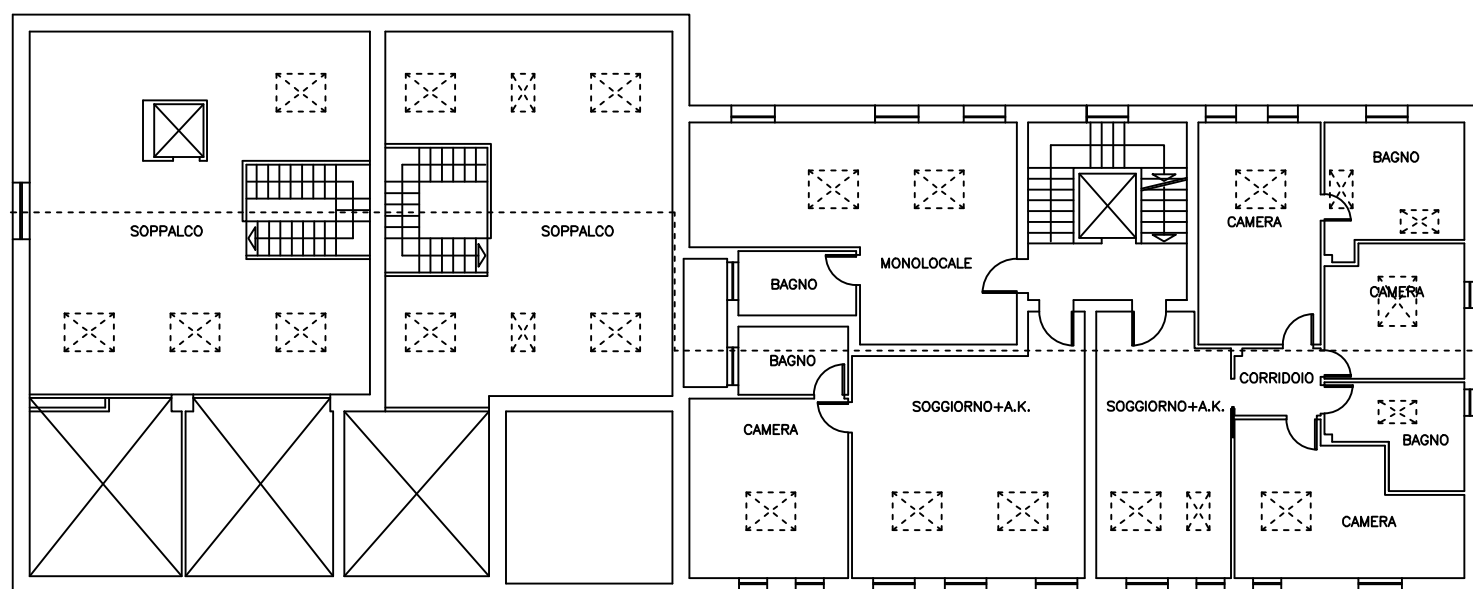 BAGNO
CAMERA
SOPPALCO
SOPPALCO
MONOLOCALE
BAGNO
CAMERA
BAGNO
CORRIDOIO
SOGGIORNO+A.K.
SOGGIORNO+A.K.
CAMERA
BAGNO
CAMERA